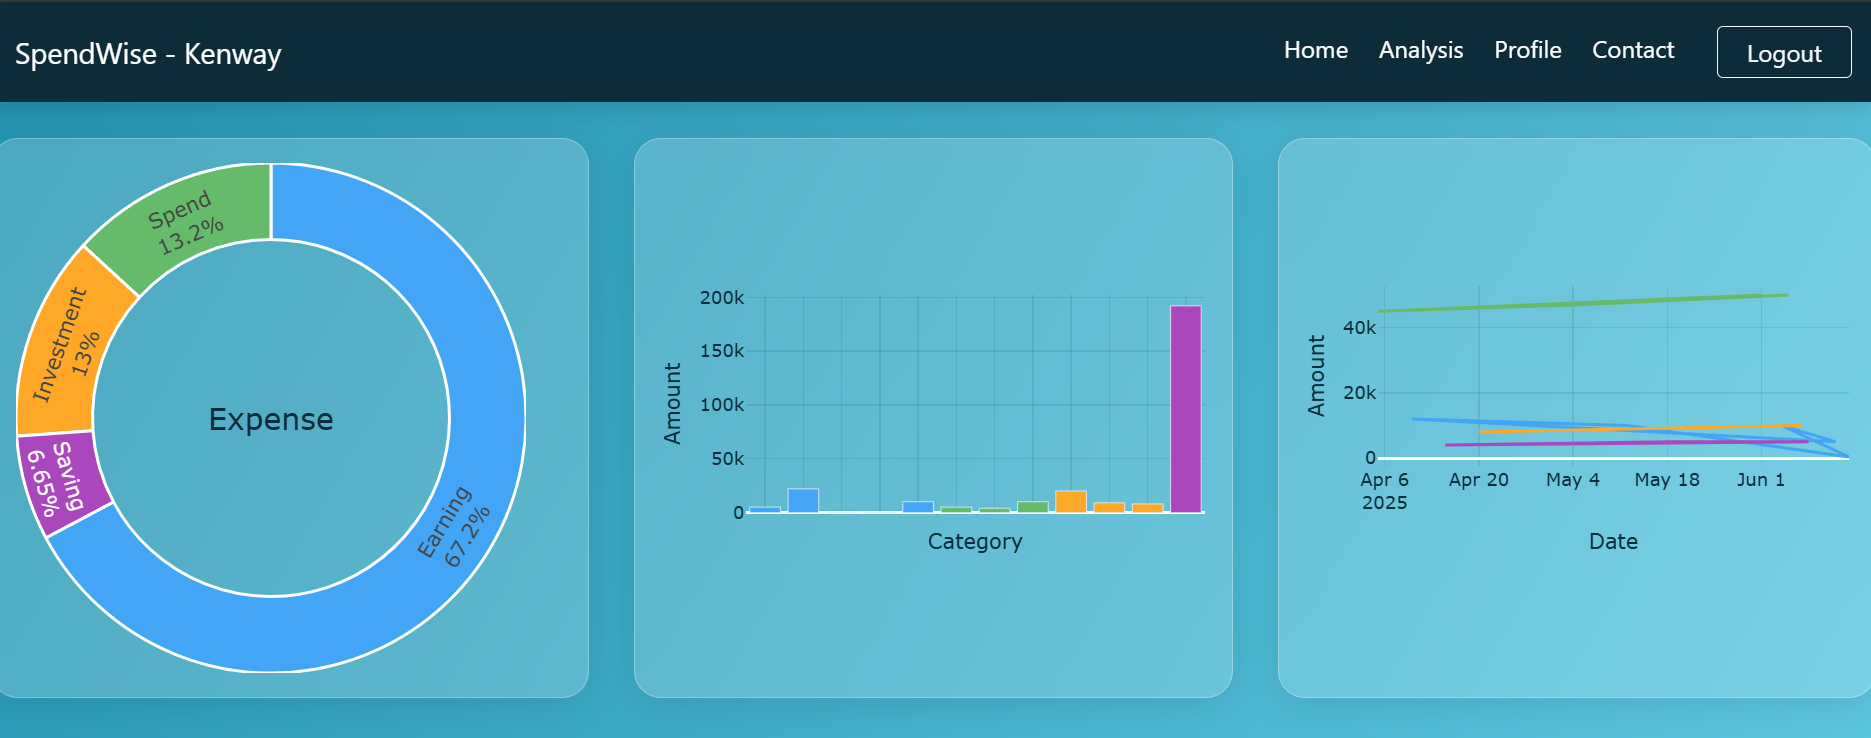 SpendWise - Kenway
Home
Analysis
Profile
Contact
Logout
Spend
13.2%
Investment
13%
Saving
6.65%
Earning
67.2%
Expense
200k
150k
100k
50k
0
Amount
Category
40k
20k
0
Amount
Apr 6
2025
Apr 20
May 4
May 18
Jun 1
Date